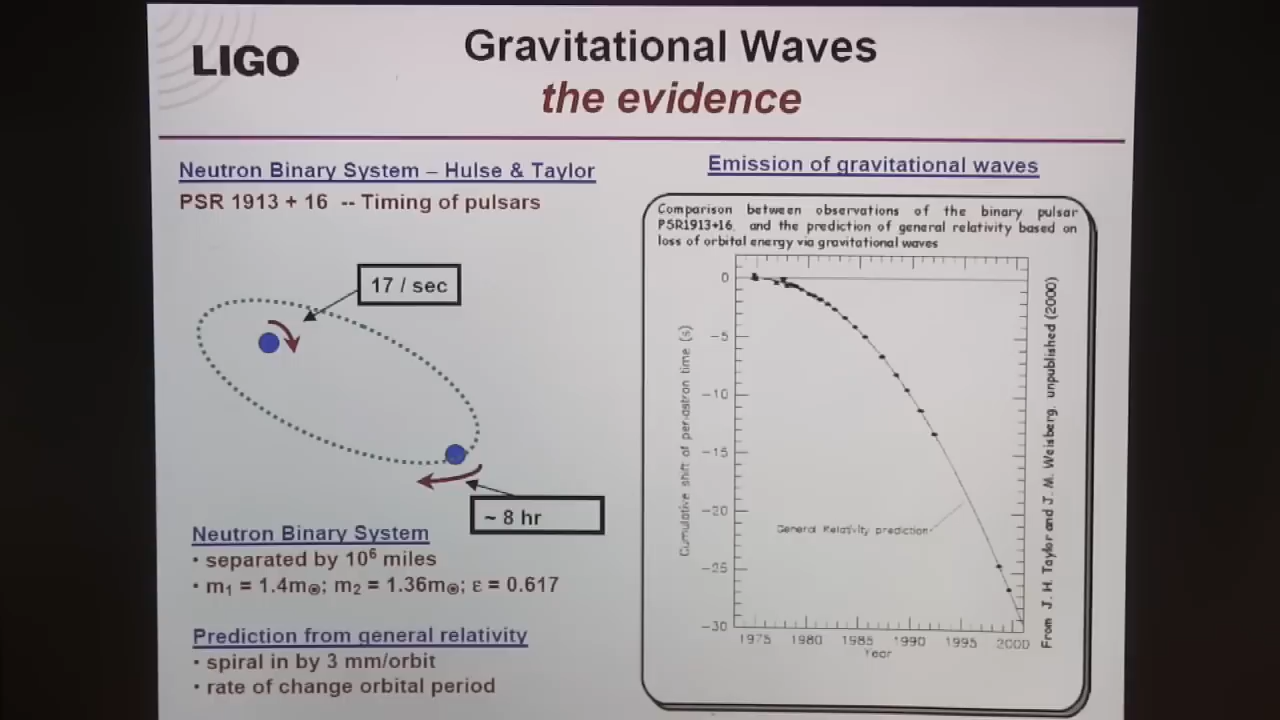 LIGO
Gravitational Waves
the evidence
Neutron Binary System – Hulse & Taylor
PSR 1913 + 16 -- Timing of pulsars
17 / sec
~ 8 hr
Neutron Binary System
• separated by 10⁶ miles
• m₁ = 1.4m⊙; m₂ = 1.36m⊙; ε = 0.617
Prediction from general relativity
• spiral in by 3 mm/orbit
• rate of change orbital period
Emission of gravitational waves
Comparison between observations of the binary pulsar
PSR1913+16, and the prediction of general relativity based on
loss of orbital energy via gravitational waves
Cumulative shift of periastron time (s)
0
−5
−10
−15
−20
−25
−30
General Relativity prediction
1975 1980 1985 1990 1995 2000
Year
From J. H. Taylor and J. M. Weisberg, unpublished (2000)